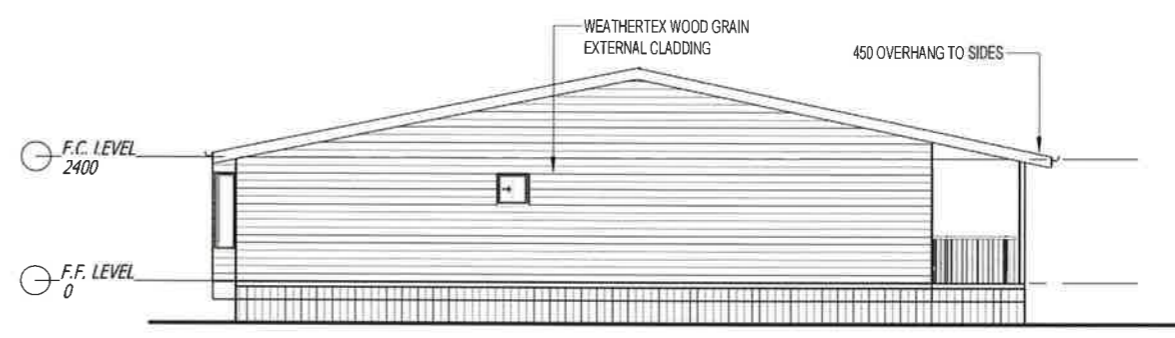 WEATHERTEX WOOD GRAIN
EXTERNAL CLADDING
450 OVERHANG TO SIDES
F.C. LEVEL
2400
F.F. LEVEL
0